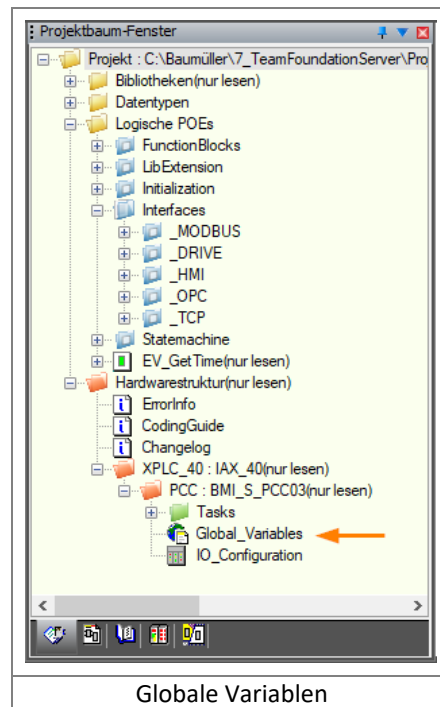 Projektbaum-Fenster
Projekt : C:\Baumüller\7_TeamFoundationServer\Pro
Bibliotheken(nur lesen)
Datentypen
Logische POEs
FunctionBlocks
LibExtension
Initialization
Interfaces
_MODBUS
_DRIVE
_HMI
_OPC
_TCP
Statemachine
EV_GetTime(nur lesen)
Hardwarestruktur(nur lesen)
ErrorInfo
CodingGuide
Changelog
XPLC_40 : IAX_40(nur lesen)
PCC : BMI_S_PCC03(nur lesen)
Tasks
Global_Variables
IO_Configuration
Globale Variablen